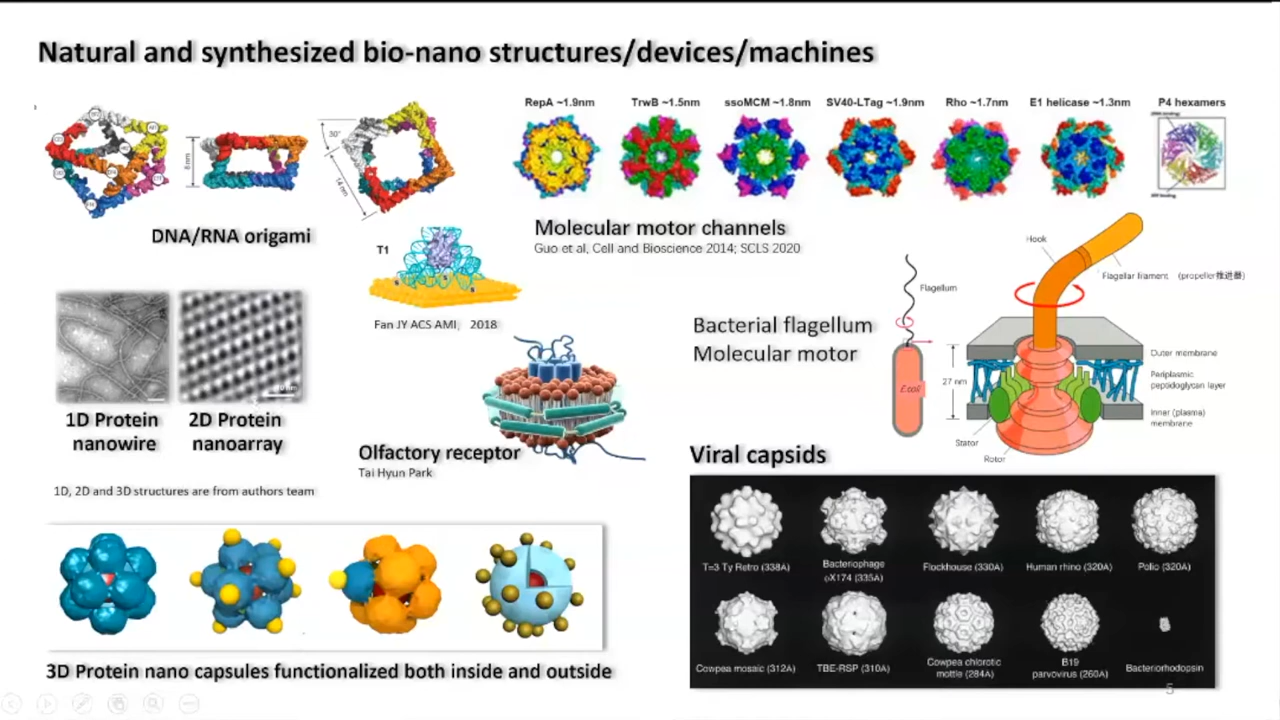 Natural and synthesized bio-nano structures/devices/machines
RepA ~1.9nm
TrwB ~1.5nm
ssoMCM ~1.8nm
SV40-LTag ~1.9nm
Rho ~1.7nm
E1 helicase ~1.3nm
P4 hexamers
30°
8 nm
14 nm
DNA/RNA origami
Molecular motor channels
Guo et al, Cell and Bioscience 2014; SCLS 2020
T1
Fan JY ACS AMI, 2018
Hook
Flagellar filament (propeller推进器)
Flagellum
Bacterial flagellum
Molecular motor
E.coli
27 nm
Outer membrane
Periplasmic
peptidoglycan layer
Inner (plasma)
membrane
Stator
Rotor
1D Protein
nanowire
2D Protein
nanoarray
Olfactory receptor
Tai Hyun Park
1D, 2D and 3D structures are from authors team
Viral capsids
T=3 Ty Retro (338A)
Bacteriophage
oX174 (335A)
Flockhouse (330A)
Human rhino (320A)
Polio (320A)
Cowpea mosaic (312A)
TBE-RSP (310A)
Cowpea chlorotic
mottle (284A)
B19
parvovirus (260A)
Bacteriorhodopsin
3D Protein nano capsules functionalized both inside and outside
5